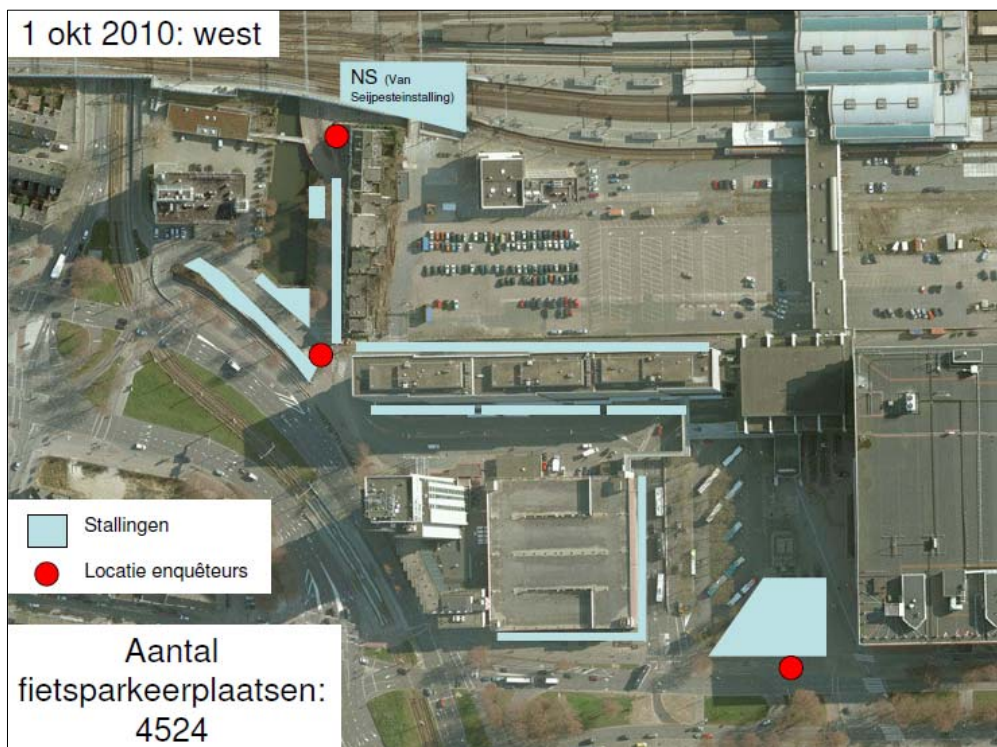 1 okt 2010: west
NS (Van
Seijpesteinstalling)
Stallingen
Locatie enquêteurs
Aantal
fietsparkeerplaatsen:
4524